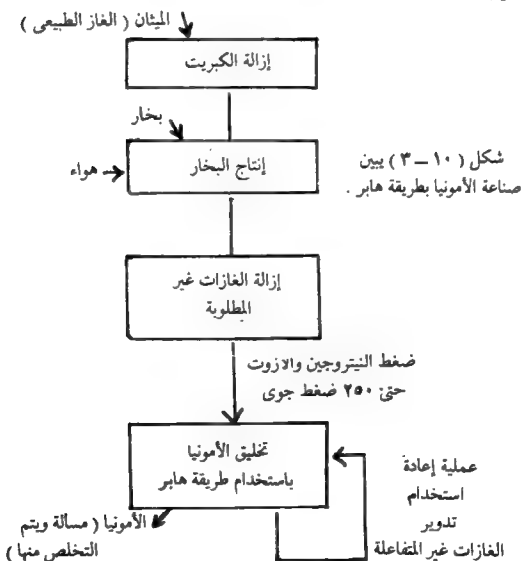 الميثان ( الغاز الطبيعى )
إزالة الكبريت
بخار
إنتاج البخار
هواء
شكل ( ١٠ – ٣ ) يبين
صناعة الأمونيا بطريقة هابر .
إزالة الغازات غير
المطلوبة
ضغط النيتروجين والازوت
حتى ٢٥٠ ضغط جوى
تخليق الأمونيا
باستخدام طريقة هابر
عملية إعادة
استخدام
تدوير
الغازات غير المتفاعلة
الأمونيا ( مسألة ويتم
التخلص منها )